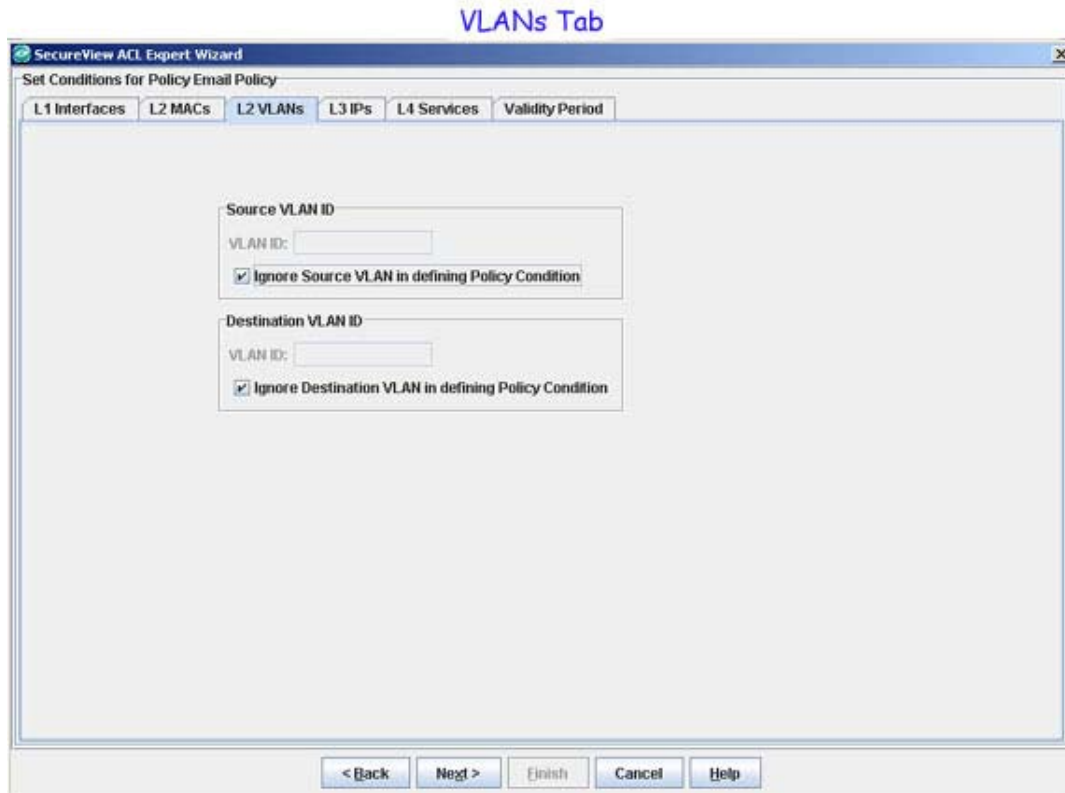 VLANs Tab
SecureView ACL Expert Wizard
Set Conditions for Policy Email Policy
L1 Interfaces L2 MACs L2 VLANs L3 IPs L4 Services Validity Period
Source VLAN ID
VLAN ID:
Ignore Source VLAN in defining Policy Condition
Destination VLAN ID
VLAN ID:
Ignore Destination VLAN in defining Policy Condition
< Back Next > Finish Cancel Help